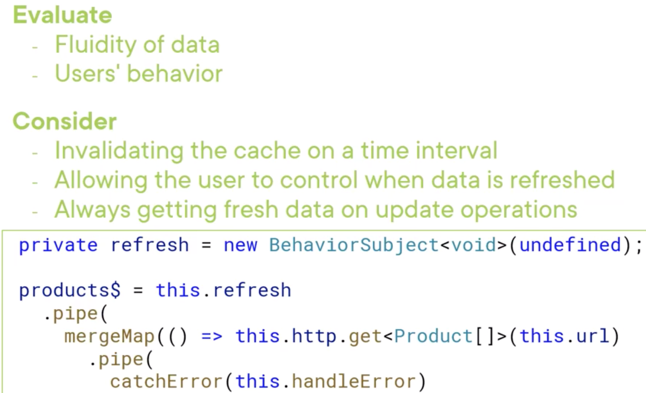 Evaluate
- Fluidity of data
- Users' behavior
Consider
- Invalidating the cache on a time interval
- Allowing the user to control when data is refreshed
- Always getting fresh data on update operations
private refresh = new BehaviorSubject<void>(undefined);
products$ = this.refresh
.pipe(
mergeMap(() => this.http.get<Product[]>(this.url)
.pipe(
catchError(this.handleError)